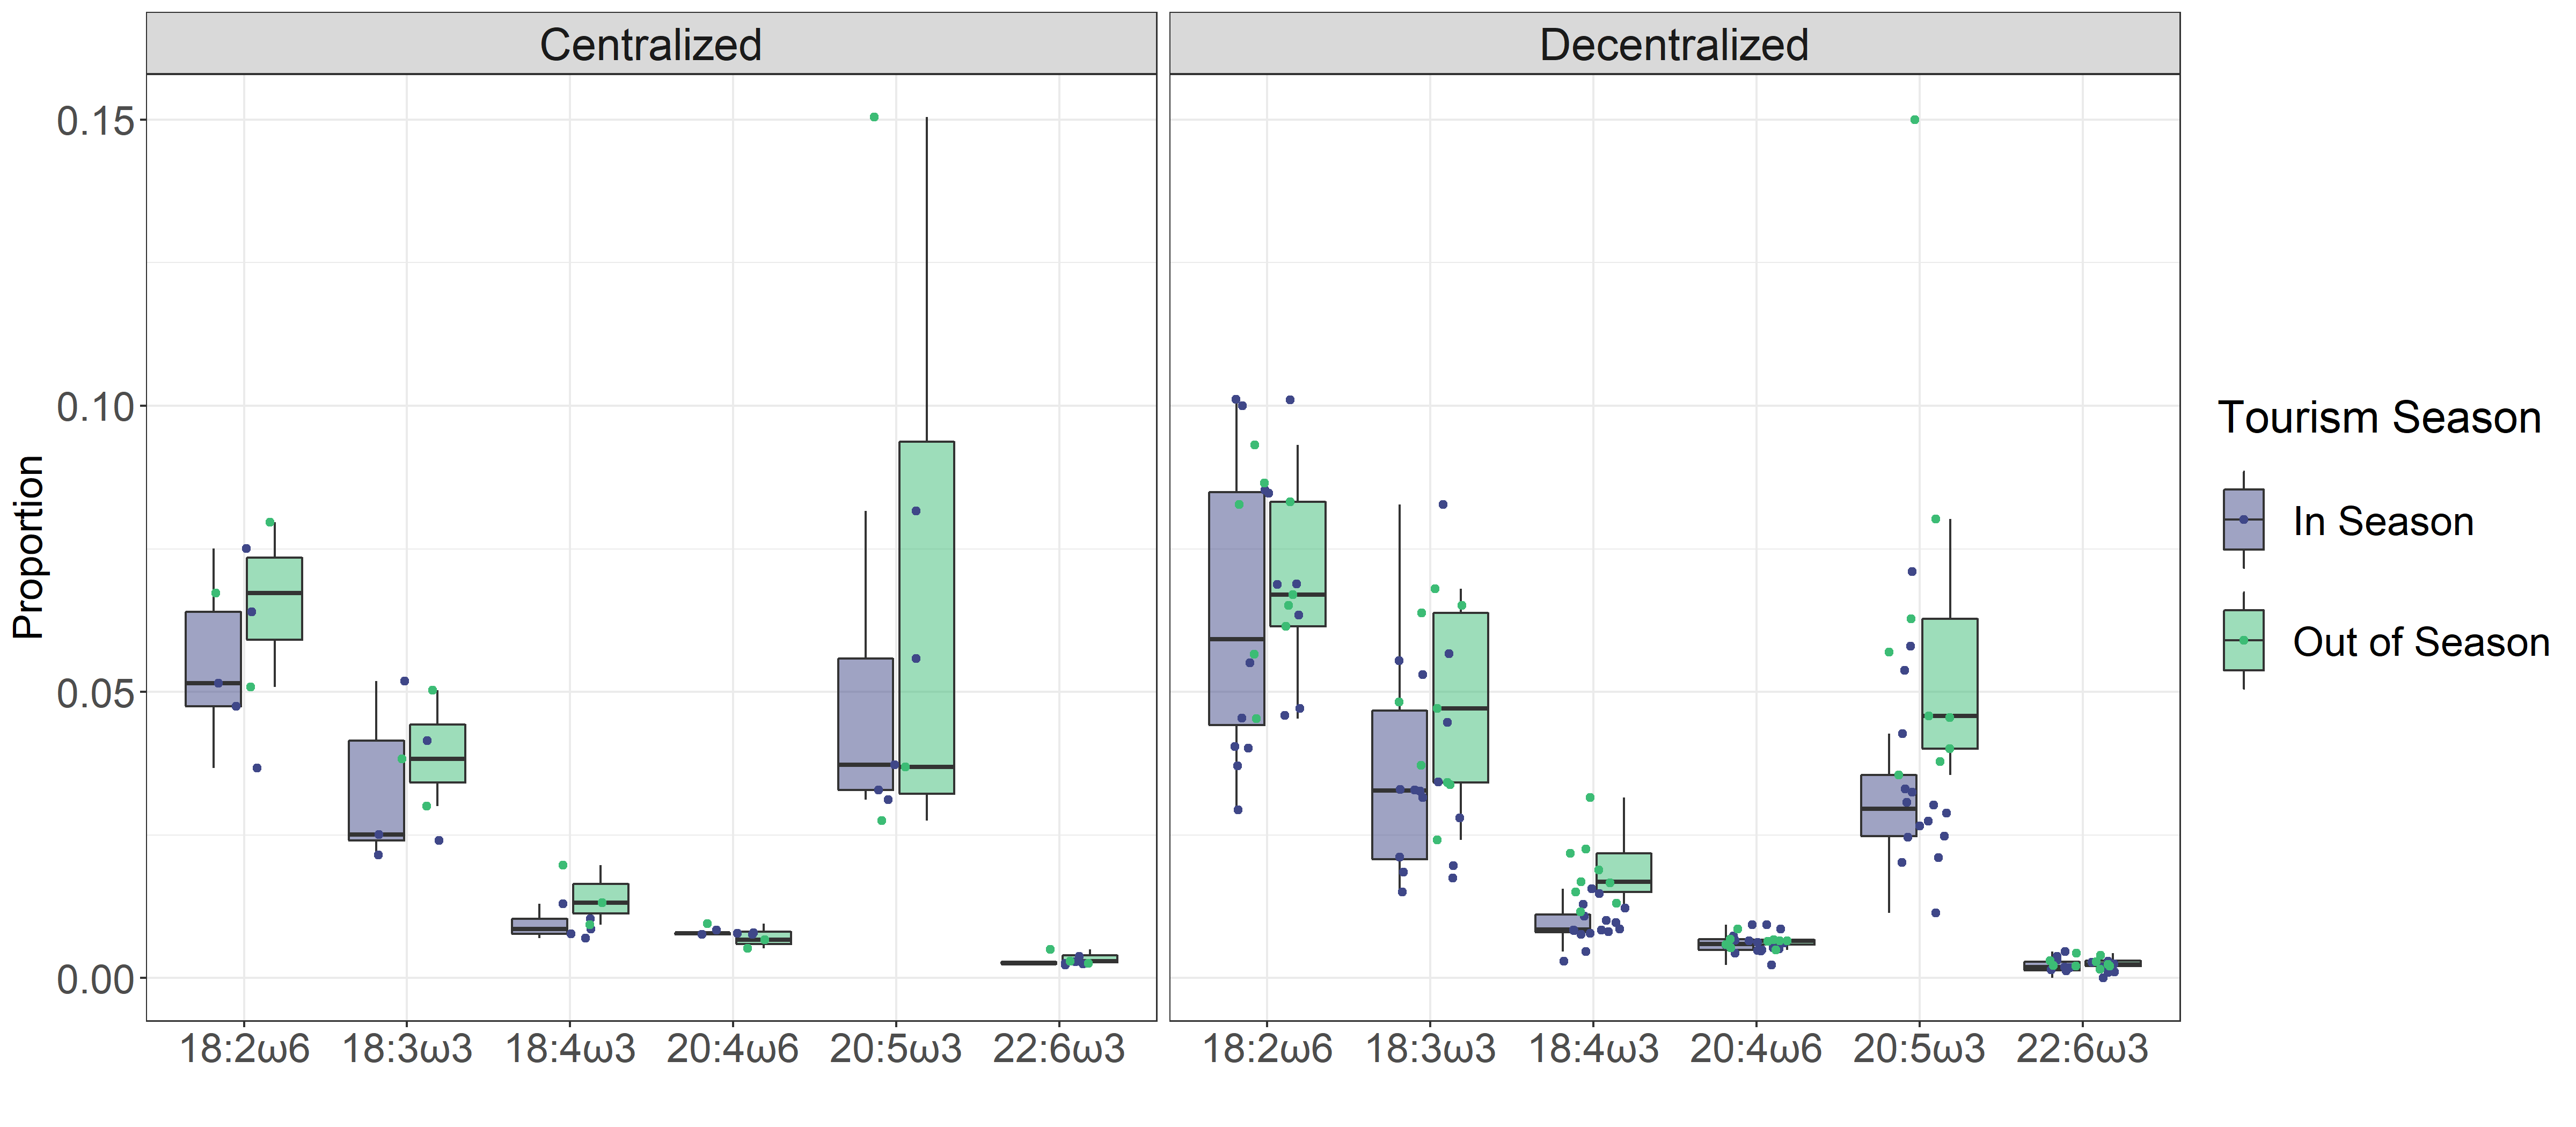 Centralized
Decentralized
Proportion
0.15
0.10
0.05
0.00
18:2ω6 18:3ω3 18:4ω3 20:4ω6 20:5ω3 22:6ω3
18:2ω6 18:3ω3 18:4ω3 20:4ω6 20:5ω3 22:6ω3
Tourism Season
In Season
Out of Season